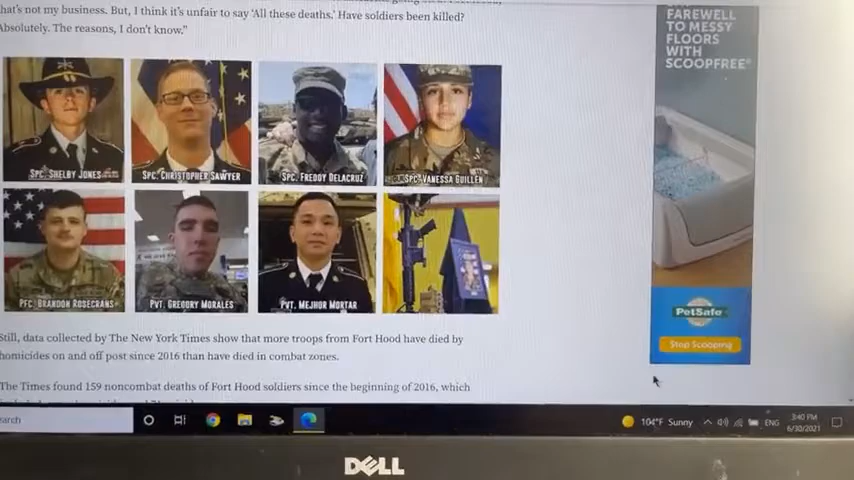 hat's not my business. But, I think it's unfair to say 'All these deaths.' Have soldiers been killed?
Absolutely. The reasons, I don't know."
SPC. SHELBY JONES
SPC. CHRISTOPHER SAWYER
SPC. FREDDY DELACRUZ
SPC. VANESSA GUILLEN
PFC. BRANDON ROSECRANS
PVT. GREGORY MORALES
PVT. MEJHOR MORTAR
Still, data collected by The New York Times show that more troops from Fort Hood have died by
homicides on and off post since 2016 than have died in combat zones.
The Times found 159 noncombat deaths of Fort Hood soldiers since the beginning of 2016, which
FAREWELL
TO MESSY
FLOORS
WITH
SCOOPFREE®
PetSafe
Stop Scooping
earch
104°F Sunny
ENG
3:40 PM
6/30/2021
DELL